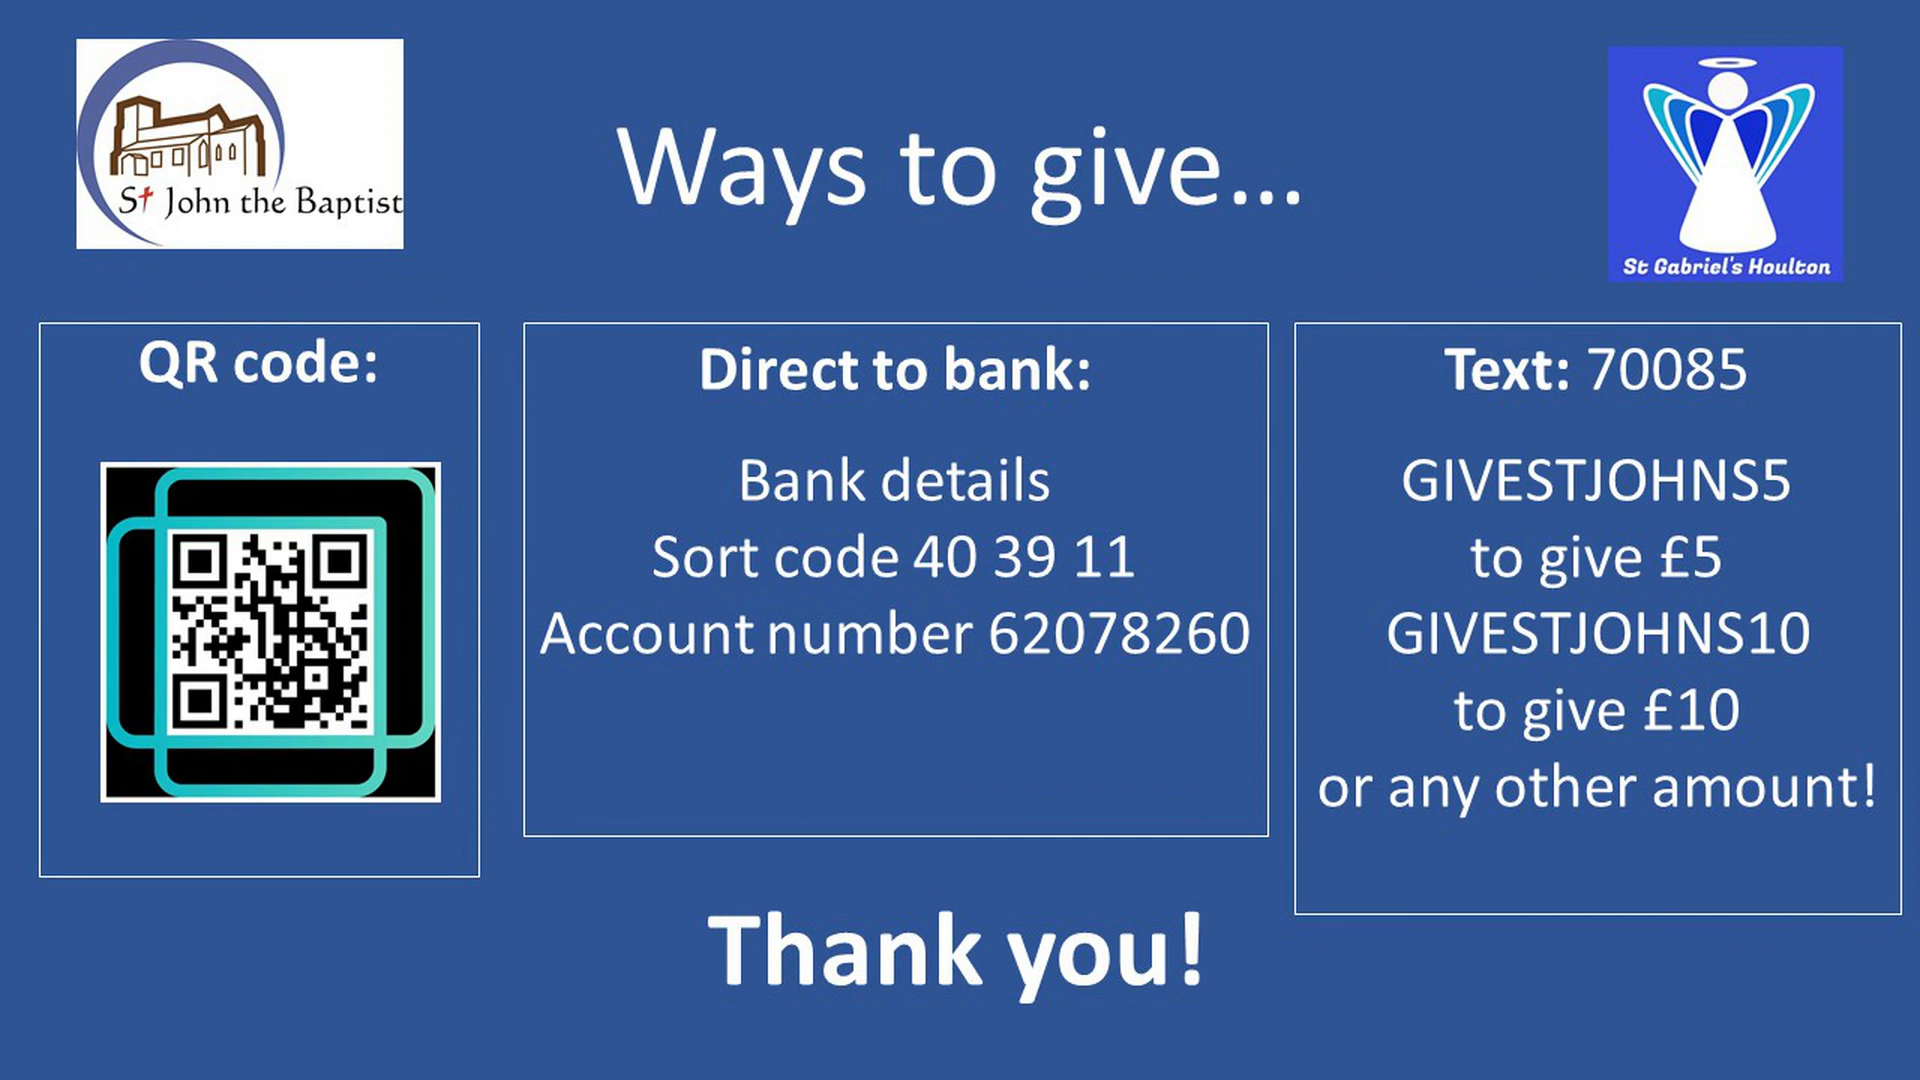 St John the Baptist
Ways to give...
St Gabriel's Houlton
QR code:
Direct to bank:
Bank details
Sort code 40 39 11
Account number 62078260
Text: 70085
GIVESTJOHNS5
to give £5
GIVESTJOHNS10
to give £10
or any other amount!
Thank you!